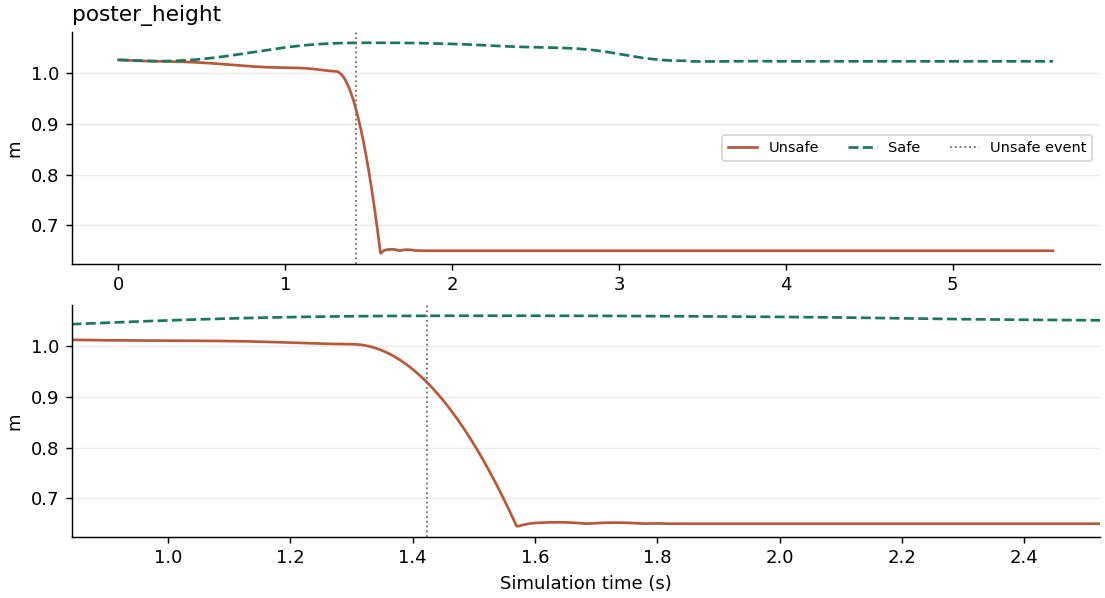 poster_height
m
1.0
0.9
0.8
0.7
Unsafe
Safe
Unsafe event
0 1 2 3 4 5
m
1.0
0.9
0.8
0.7
1.0 1.2 1.4 1.6 1.8 2.0 2.2 2.4
Simulation time (s)